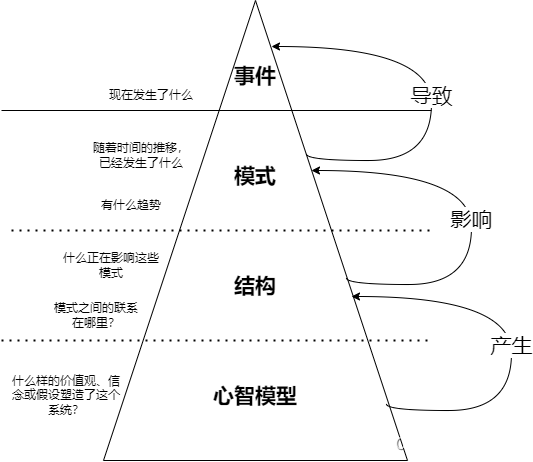 事件
现在发生了什么
导致
随着时间的推移,
已经发生了什么
模式
有什么趋势
影响
什么正在影响这些
模式
结构
模式之间的联系
在哪里?
产生
什么样的价值观、信
念或假设塑造了这个
系统?
心智模型